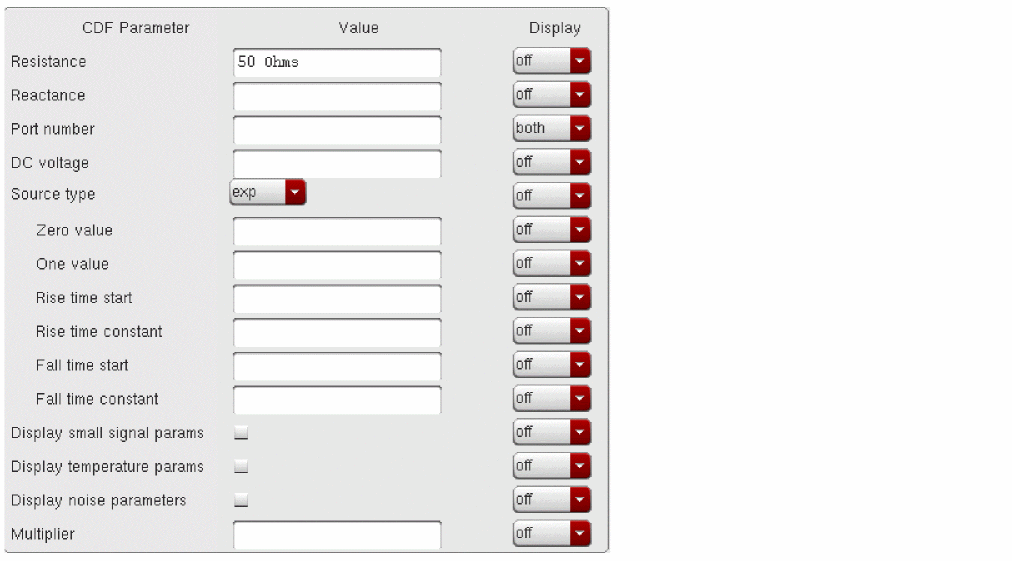 CDF Parameter Value Display
Resistance 50 Ohms off
Reactance off
Port number both
DC voltage off
Source type exp off
Zero value off
One value off
Rise time start off
Rise time constant off
Fall time start off
Fall time constant off
Display small signal params off
Display temperature params off
Display noise parameters off
Multiplier off